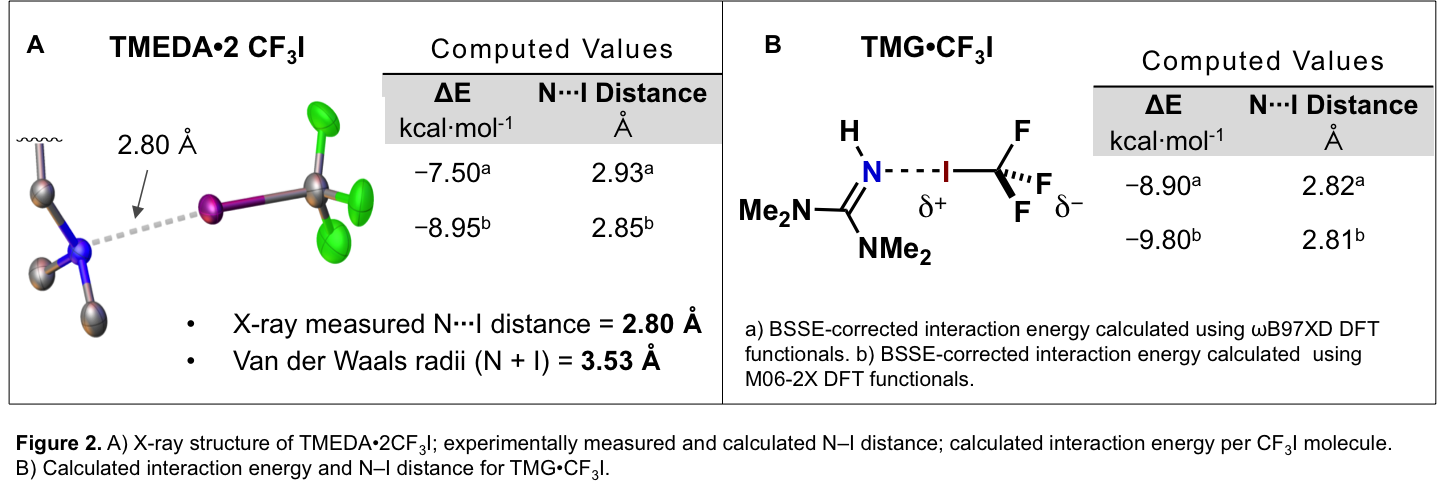 A
TMEDA•2 CF₃I
Computed Values
ΔE N···I Distance
kcal·mol⁻¹ Å
−7.50ᵃ 2.93ᵃ
−8.95ᵇ 2.85ᵇ
2.80 Å
• X-ray measured N···I distance = 2.80 Å
• Van der Waals radii (N + I) = 3.53 Å
B
TMG•CF₃I
Computed Values
ΔE N···I Distance
kcal·mol⁻¹ Å
−8.90ᵃ 2.82ᵃ
−9.80ᵇ 2.81ᵇ
H
F
N I F
F
Me₂N δ⁺ δ⁻
NMe₂
a) BSSE-corrected interaction energy calculated using ωB97XD DFT
functionals. b) BSSE-corrected interaction energy calculated using
M06-2X DFT functionals.
Figure 2. A) X-ray structure of TMEDA•2CF₃I; experimentally measured and calculated N–I distance; calculated interaction energy per CF₃I molecule.
B) Calculated interaction energy and N–I distance for TMG•CF₃I.